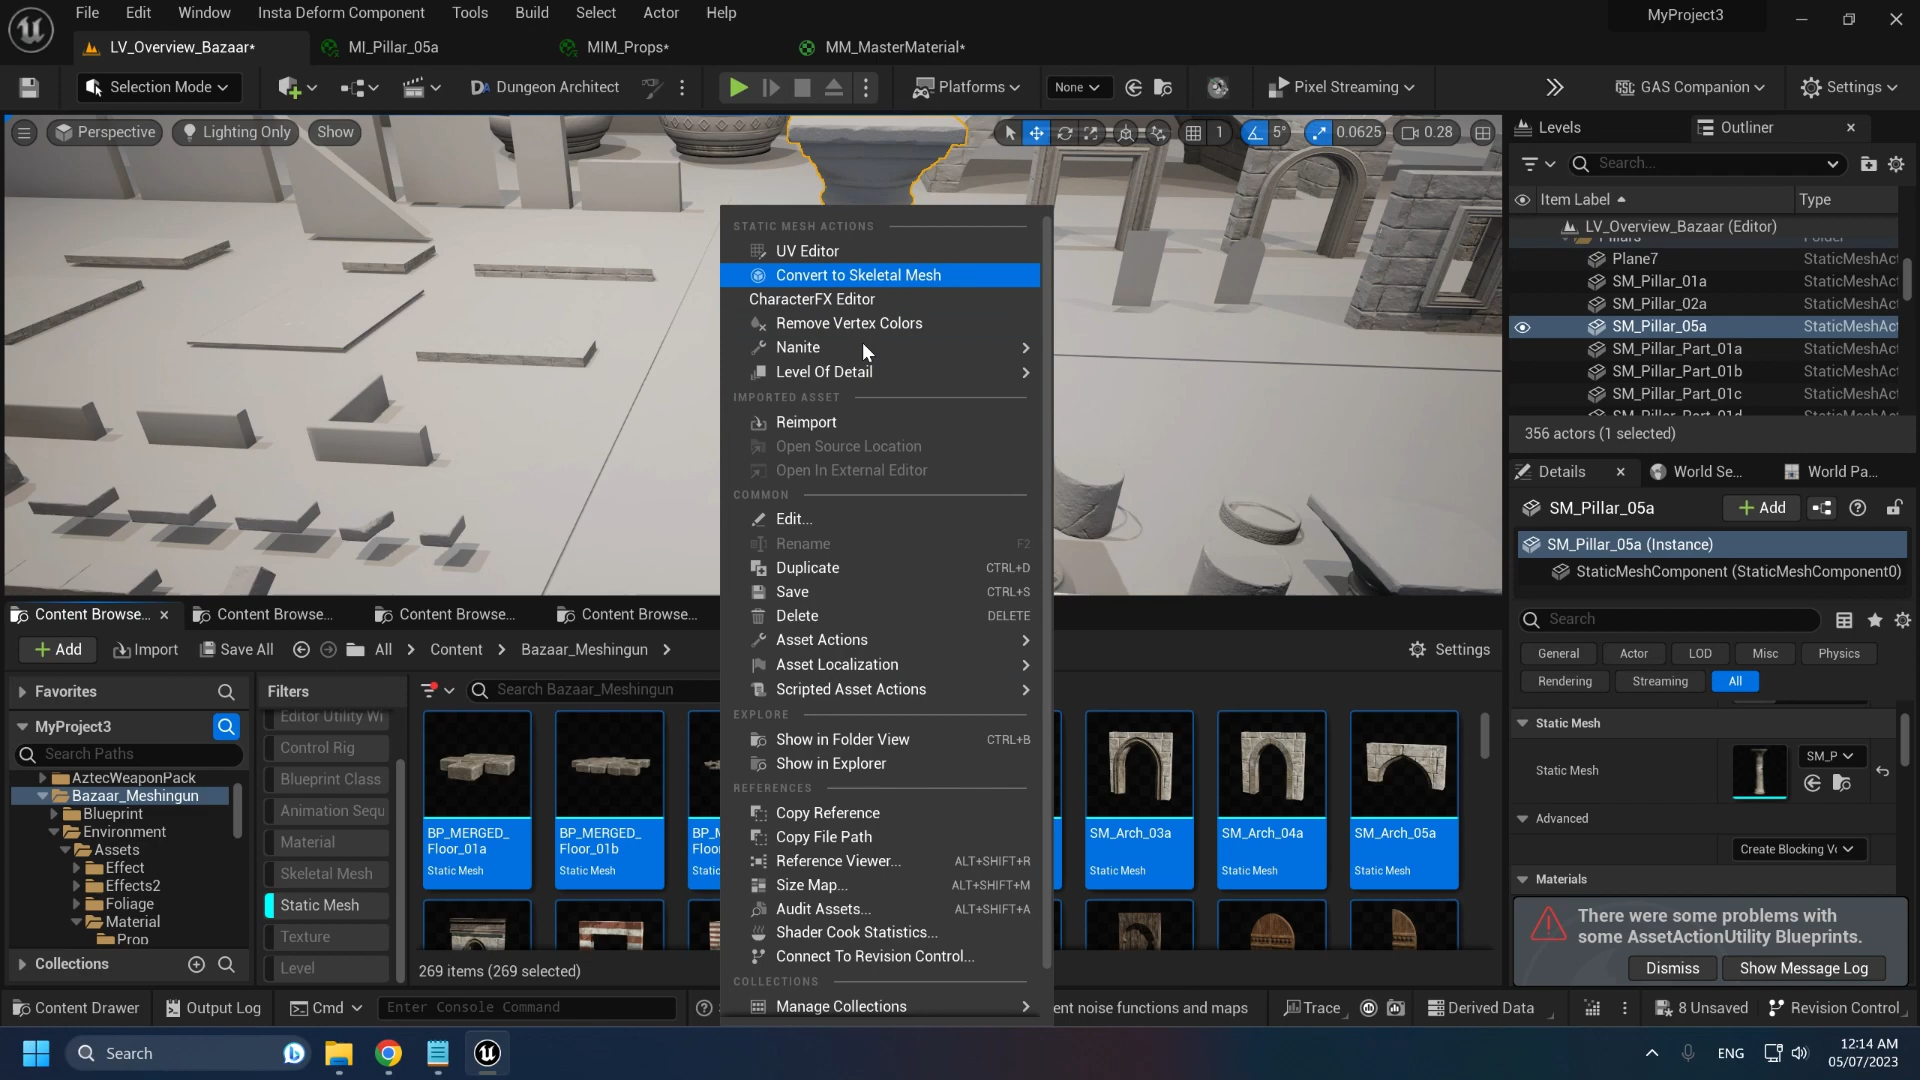 File Edit Window Insta Deform Component Tools Build Select Actor Help
MyProject3
LV_Overview_Bazaar*
MI_Pillar_05a
MIM_Props*
MM_MasterMaterial*
Selection Mode
Dungeon Architect
Platforms
None
Pixel Streaming
GAS Companion
Settings
Perspective
Lighting Only
Show
1
5°
0.0625
0.28
Levels
Outliner
Search...
Item Label
Type
LV_Overview_Bazaar (Editor)
Pillars
Folder
Plane7 StaticMeshAct
SM_Pillar_01a StaticMeshAct
SM_Pillar_02a StaticMeshAct
SM_Pillar_05a StaticMeshAct
SM_Pillar_Part_01a StaticMeshAct
SM_Pillar_Part_01b StaticMeshAct
SM_Pillar_Part_01c StaticMeshAct
SM_Pillar_Part_01d StaticMeshAct
356 actors (1 selected)
Details
World Se...
World Pa...
SM_Pillar_05a
Add
SM_Pillar_05a (Instance)
StaticMeshComponent (StaticMeshComponent0)
Search
General Actor LOD Misc Physics
Rendering Streaming All
Static Mesh
Static Mesh
SM_P
Advanced
Create Blocking Vo
Materials
There were some problems with
some AssetActionUtility Blueprints.
Dismiss
Show Message Log
STATIC MESH ACTIONS
UV Editor
Convert to Skeletal Mesh
CharacterFX Editor
Remove Vertex Colors
Nanite
Level Of Detail
IMPORTED ASSET
Reimport
Open Source Location
Open In External Editor
COMMON
Edit...
Rename F2
Duplicate CTRL+D
Save CTRL+S
Delete DELETE
Asset Actions
Asset Localization
Scripted Asset Actions
EXPLORE
Show in Folder View CTRL+B
Show in Explorer
REFERENCES
Copy Reference
Copy File Path
Reference Viewer... ALT+SHIFT+R
Size Map... ALT+SHIFT+M
Audit Assets... ALT+SHIFT+A
Shader Cook Statistics...
Connect To Revision Control...
COLLECTIONS
Manage Collections
Content Browse...
Content Browse...
Content Browse...
Content Browse...
Add
Import
Save All
All
Content
Bazaar_Meshingun
Settings
Favorites
MyProject3
Search Paths
AztecWeaponPack
Bazaar_Meshingun
Blueprint
Environment
Assets
Effect
Effects2
Foliage
Material
Prop
Collections
Filters
Editor Utility Wi
Control Rig
Blueprint Class
Animation Sequ
Material
Skeletal Mesh
Static Mesh
Texture
Level
Search Bazaar_Meshingun
BP_MERGED_
Floor_01a
Static Mesh
BP_MERGED_
Floor_01b
Static Mesh
SM_Arch_03a
Static Mesh
SM_Arch_04a
Static Mesh
SM_Arch_05a
Static Mesh
269 items (269 selected)
Content Drawer
Output Log
Cmd
Enter Console Command
ent noise functions and maps
Trace
Derived Data
8 Unsaved
Revision Control
Search
ENG
12:14 AM
05/07/2023